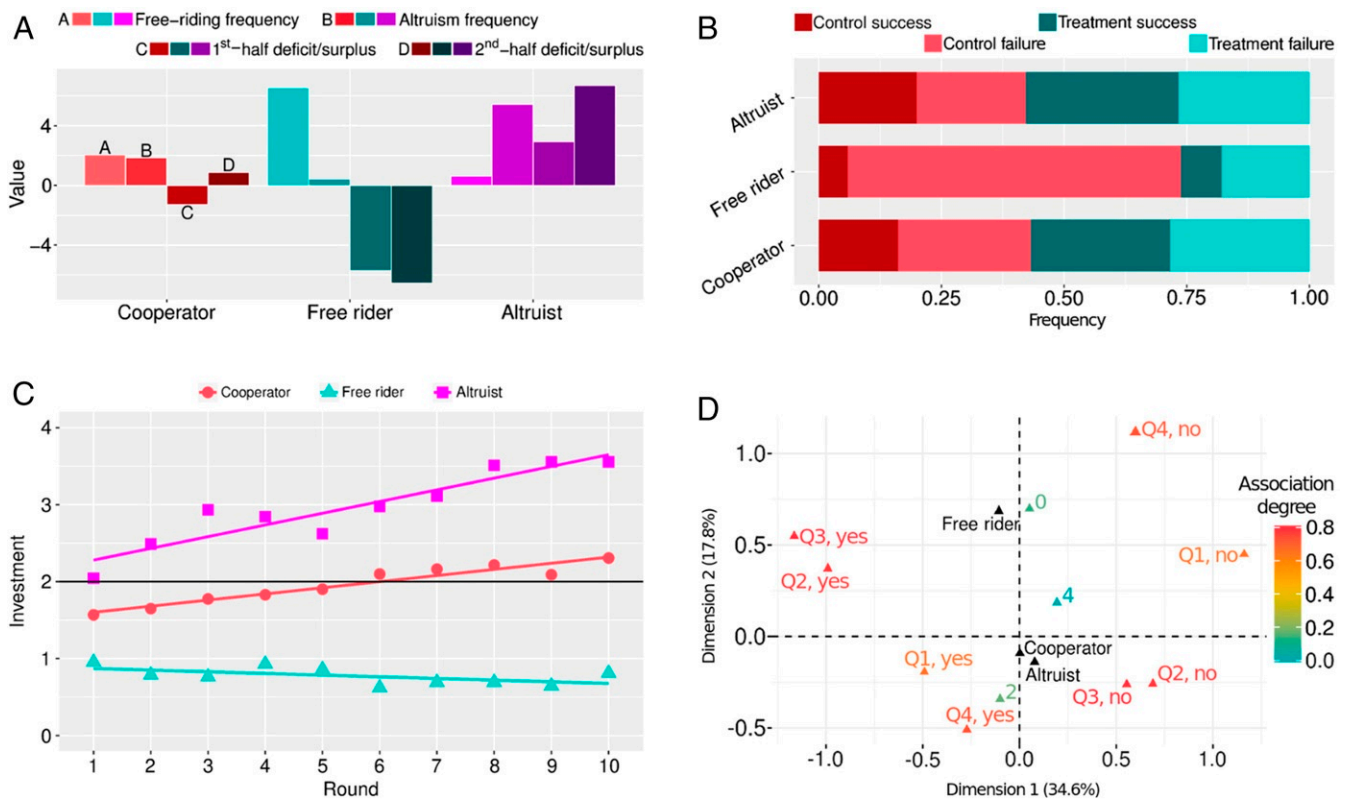 A
A Free-riding frequency B Altruism frequency
C 1st-half deficit/surplus D 2nd-half deficit/surplus
Value
4
0
-4
A
B
C
D
Cooperator Free rider Altruist
B
Control success Treatment success
Control failure Treatment failure
Altruist
Free rider
Cooperator
0.00 0.25 0.50 0.75 1.00
Frequency
C
Cooperator Free rider Altruist
Investment
4
3
2
1
0
1 2 3 4 5 6 7 8 9 10
Round
D
Dimension 2 (17.8%)
1.0
0.5
0.0
-0.5
Q4, no
0
Free rider
Q3, yes
Q1, no
Q2, yes
4
Cooperator
Q1, yes
Altruist
Q2, no
Q3, no
2
Q4, yes
-1.0 -0.5 0.0 0.5 1.0
Dimension 1 (34.6%)
Association
degree
0.8
0.6
0.4
0.2
0.0